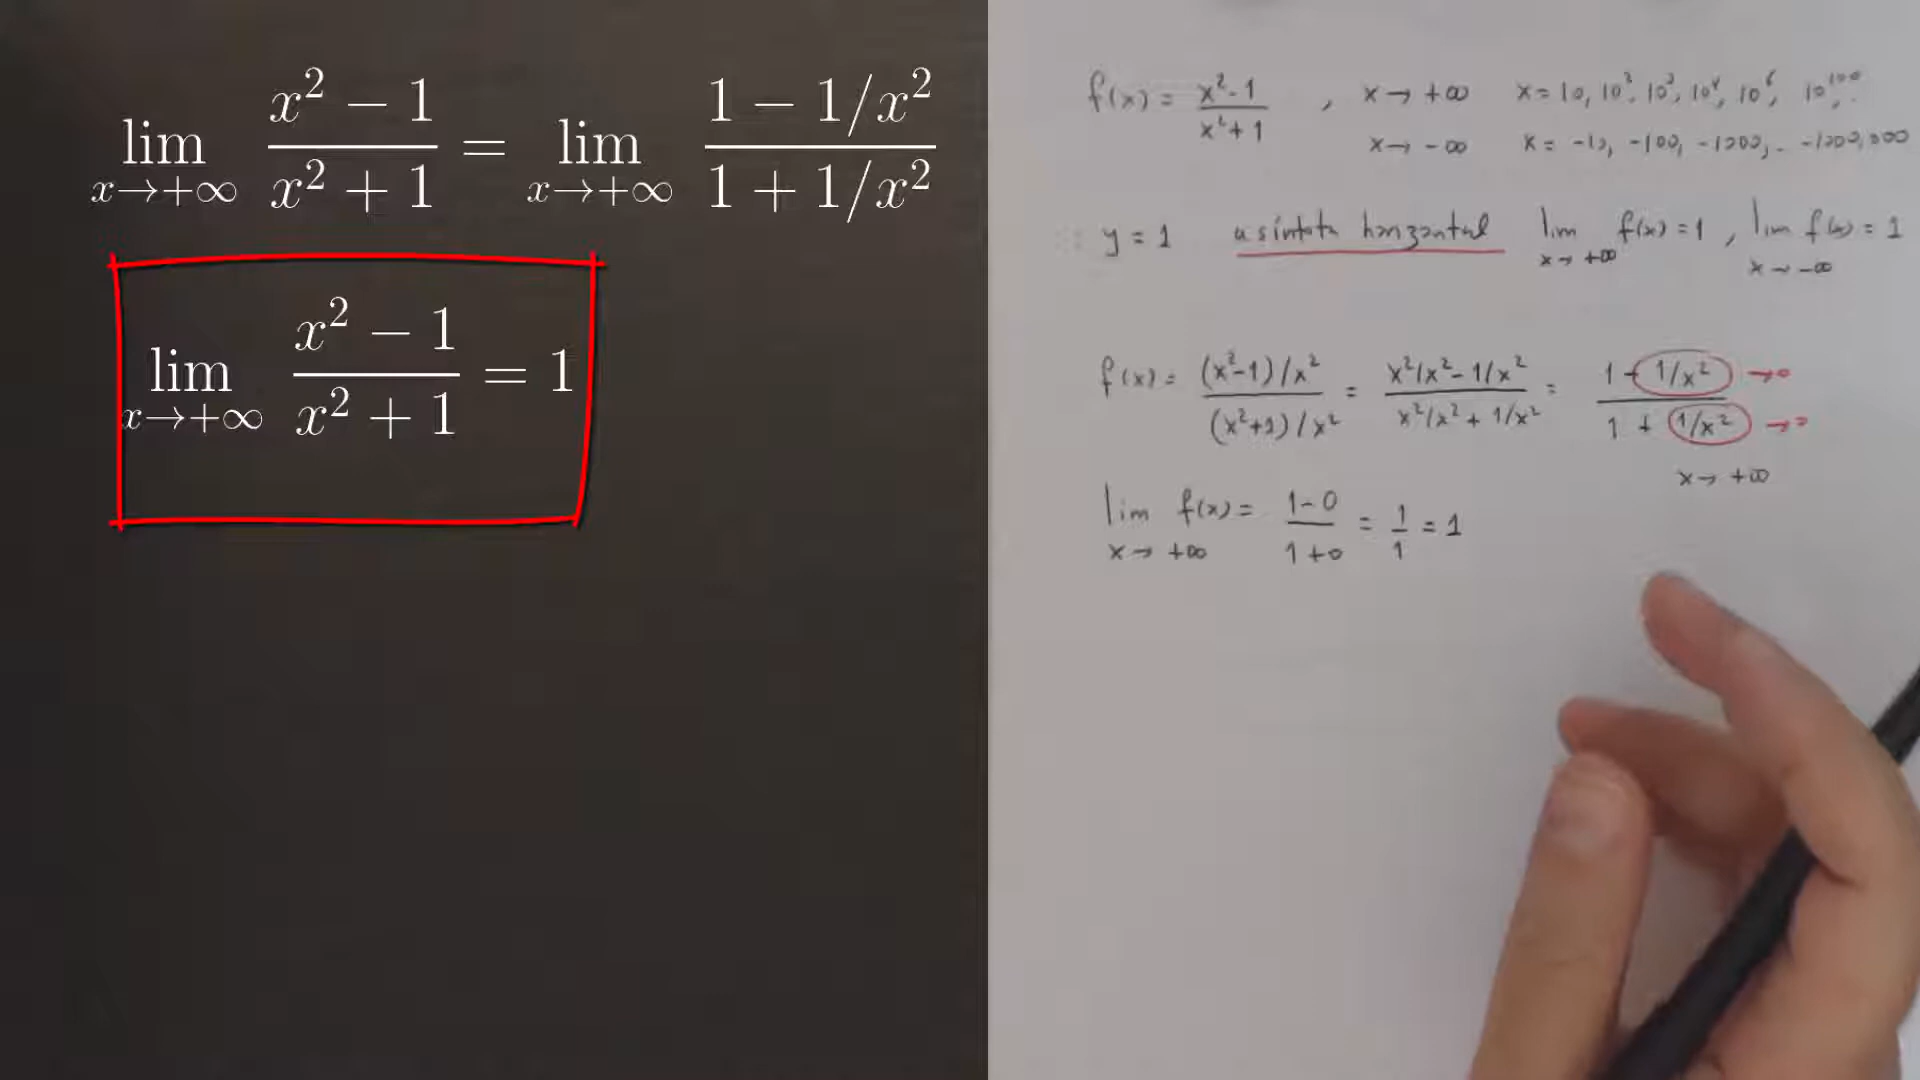 lim x→+∞ x² − 1 / x² + 1 = lim x→+∞ 1 − 1/x² / 1 + 1/x²
lim x→+∞ x² − 1 / x² + 1 = 1
f(x) = x²-1 / x²+1 , x → +∞ x = 10, 10², 10³, 10⁴, 10⁶, 10¹⁰⁰,
x → -∞ x = -10, -100, -1000, .. -1000,000
y = 1 asíntota horizontal lim x → +∞ f(x) = 1 , lim x → -∞ f(x) = 1
f(x) = (x²-1)/x² / (x²+1)/x² = x²/x² - 1/x² / x²/x² + 1/x² = 1 - 1/x² → 0 / 1 + 1/x² → 0
x → +∞
lim x → +∞ f(x) = 1-0 / 1+0 = 1/1 = 1